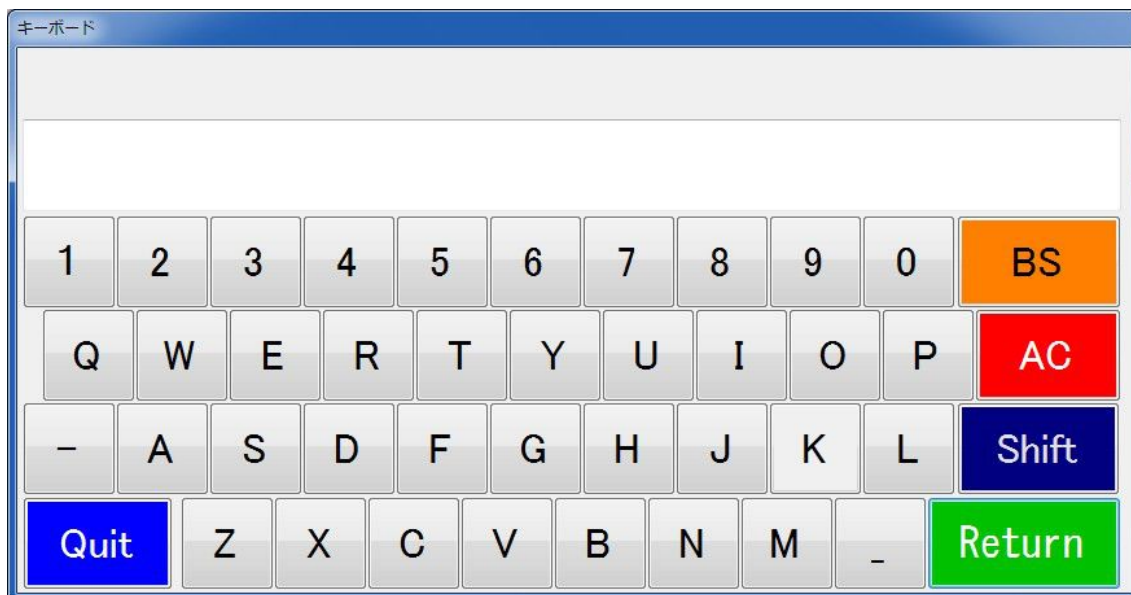 キーボード
1 2 3 4 5 6 7 8 9 0 BS
Q W E R T Y U I O P AC
- A S D F G H J K L Shift
Quit Z X C V B N M _ Return